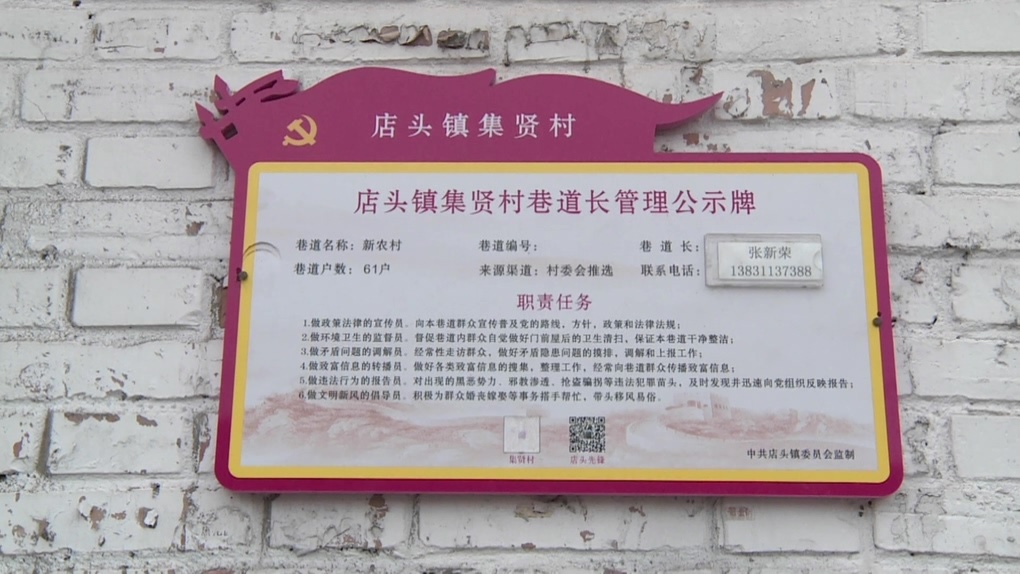 店头镇集贤村
店头镇集贤村巷道长管理公示牌
巷道名称：新农村 巷道编号： 巷道长：张新荣
巷道户数：61户 来源渠道：村委会推选 联系电话：13831137388
职责任务
1.做政策法律的宣传员。向本巷道群众宣传普及党的路线，方针，政策和法律法规；
2.做环境卫生的监督员。督促巷道内群众自觉做好门前屋后的卫生清扫，保证本巷道干净整洁；
3.做矛盾问题的调解员。经常性走访群众，做好矛盾隐患问题的摸排，调解和上报工作；
4.做致富信息的转播员。做好各类致富信息的搜集，整理工作，经常向巷道群众传播致富信息；
5.做违法行为的报告员。对出现的黑恶势力、邪教渗透、抢盗骗拐等违法犯罪苗头，及时发现并迅速向党组织反映报告；
6.做文明新风的倡导员。积极为群众婚丧嫁娶等事务搭手帮忙，带头移风易俗。
集贤村 店头先锋
中共店头镇委员会监制